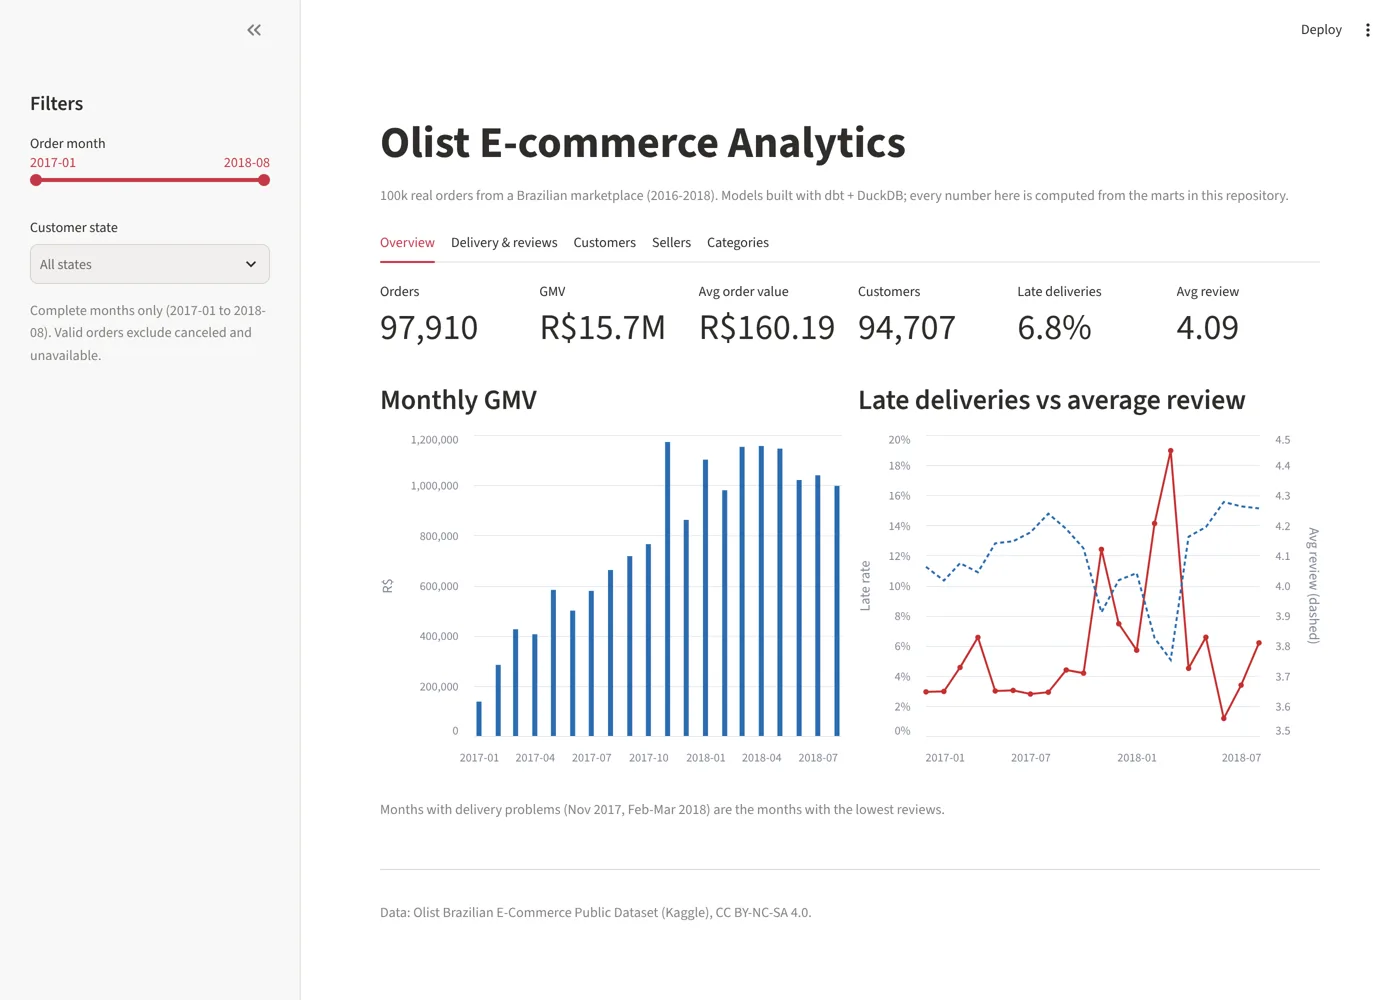 Deploy
Filters
Order month
2017-01 2018-08
Customer state
All states
Complete months only (2017-01 to 2018-
08). Valid orders exclude canceled and
unavailable.
Olist E-commerce Analytics
100k real orders from a Brazilian marketplace (2016-2018). Models built with dbt + DuckDB; every number here is computed from the marts in this repository.
Overview Delivery & reviews Customers Sellers Categories
Orders GMV Avg order value Customers Late deliveries Avg review
97,910 R$15.7M R$160.19 94,707 6.8% 4.09
Monthly GMV
R$
1,200,000
1,000,000
800,000
600,000
400,000
200,000
0
2017-01 2017-04 2017-07 2017-10 2018-01 2018-04 2018-07
Late deliveries vs average review
Late rate
20%
18%
16%
14%
12%
10%
8%
6%
4%
2%
0%
4.5
4.4
4.3
4.2
4.1
4.0
3.9
3.8
3.7
3.6
3.5
Avg review (dashed)
2017-01 2017-07 2018-01 2018-07
Months with delivery problems (Nov 2017, Feb-Mar 2018) are the months with the lowest reviews.
Data: Olist Brazilian E-Commerce Public Dataset (Kaggle), CC BY-NC-SA 4.0.